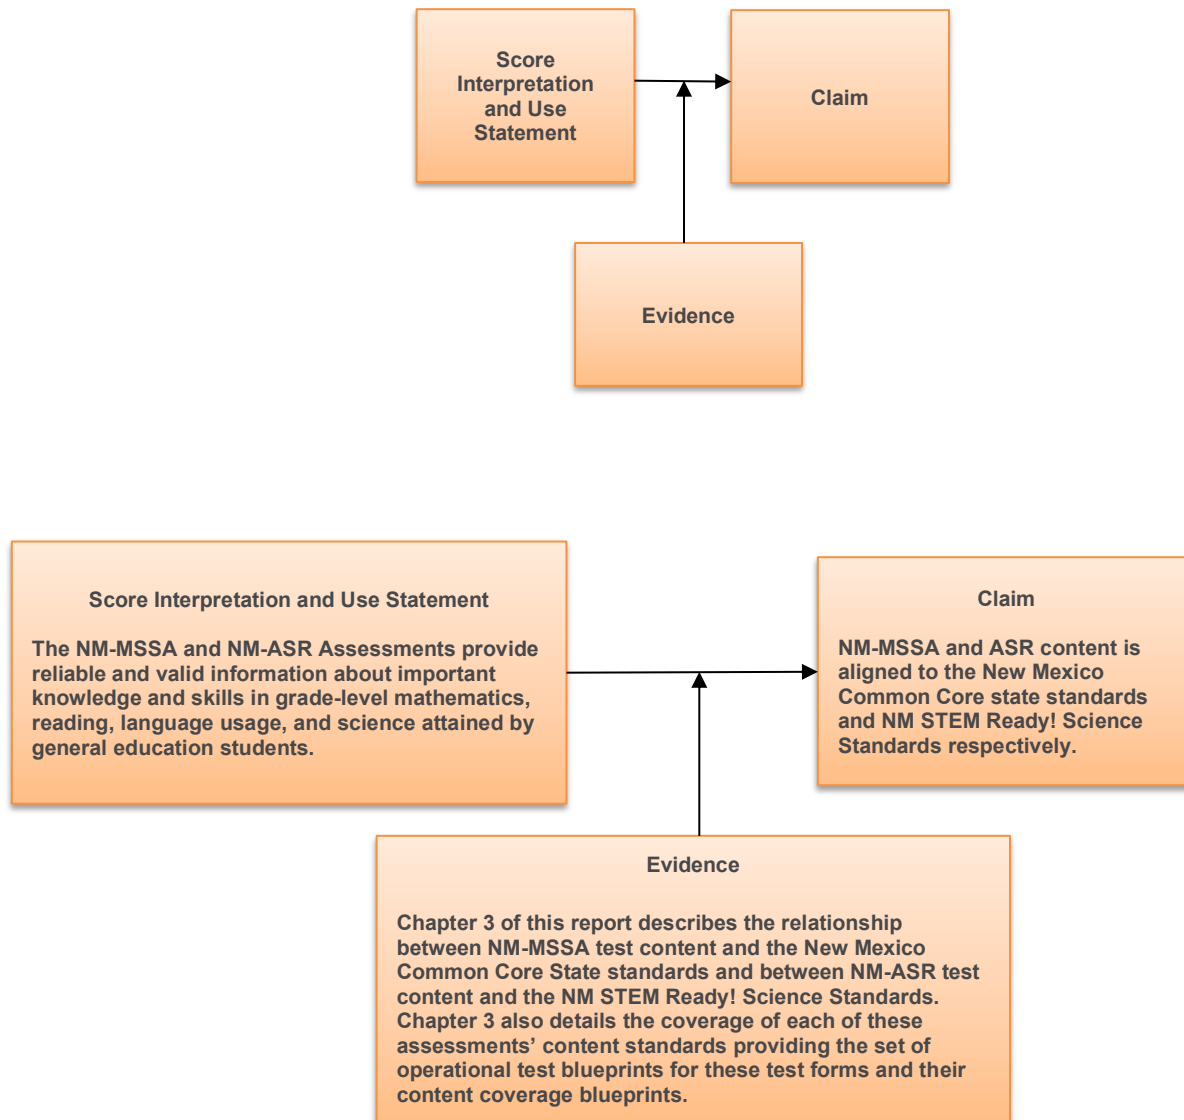 Score
Interpretation
and Use
Statement
Claim
Evidence
Score Interpretation and Use Statement
The NM-MSSA and NM-ASR Assessments provide
reliable and valid information about important
knowledge and skills in grade-level mathematics,
reading, language usage, and science attained by
general education students.
Claim
NM-MSSA and ASR content is
aligned to the New Mexico
Common Core state standards
and NM STEM Ready! Science
Standards respectively.
Evidence
Chapter 3 of this report describes the relationship
between NM-MSSA test content and the New Mexico
Common Core State standards and between NM-ASR test
content and the NM STEM Ready! Science Standards.
Chapter 3 also details the coverage of each of these
assessments’ content standards providing the set of
operational test blueprints for these test forms and their
content coverage blueprints.